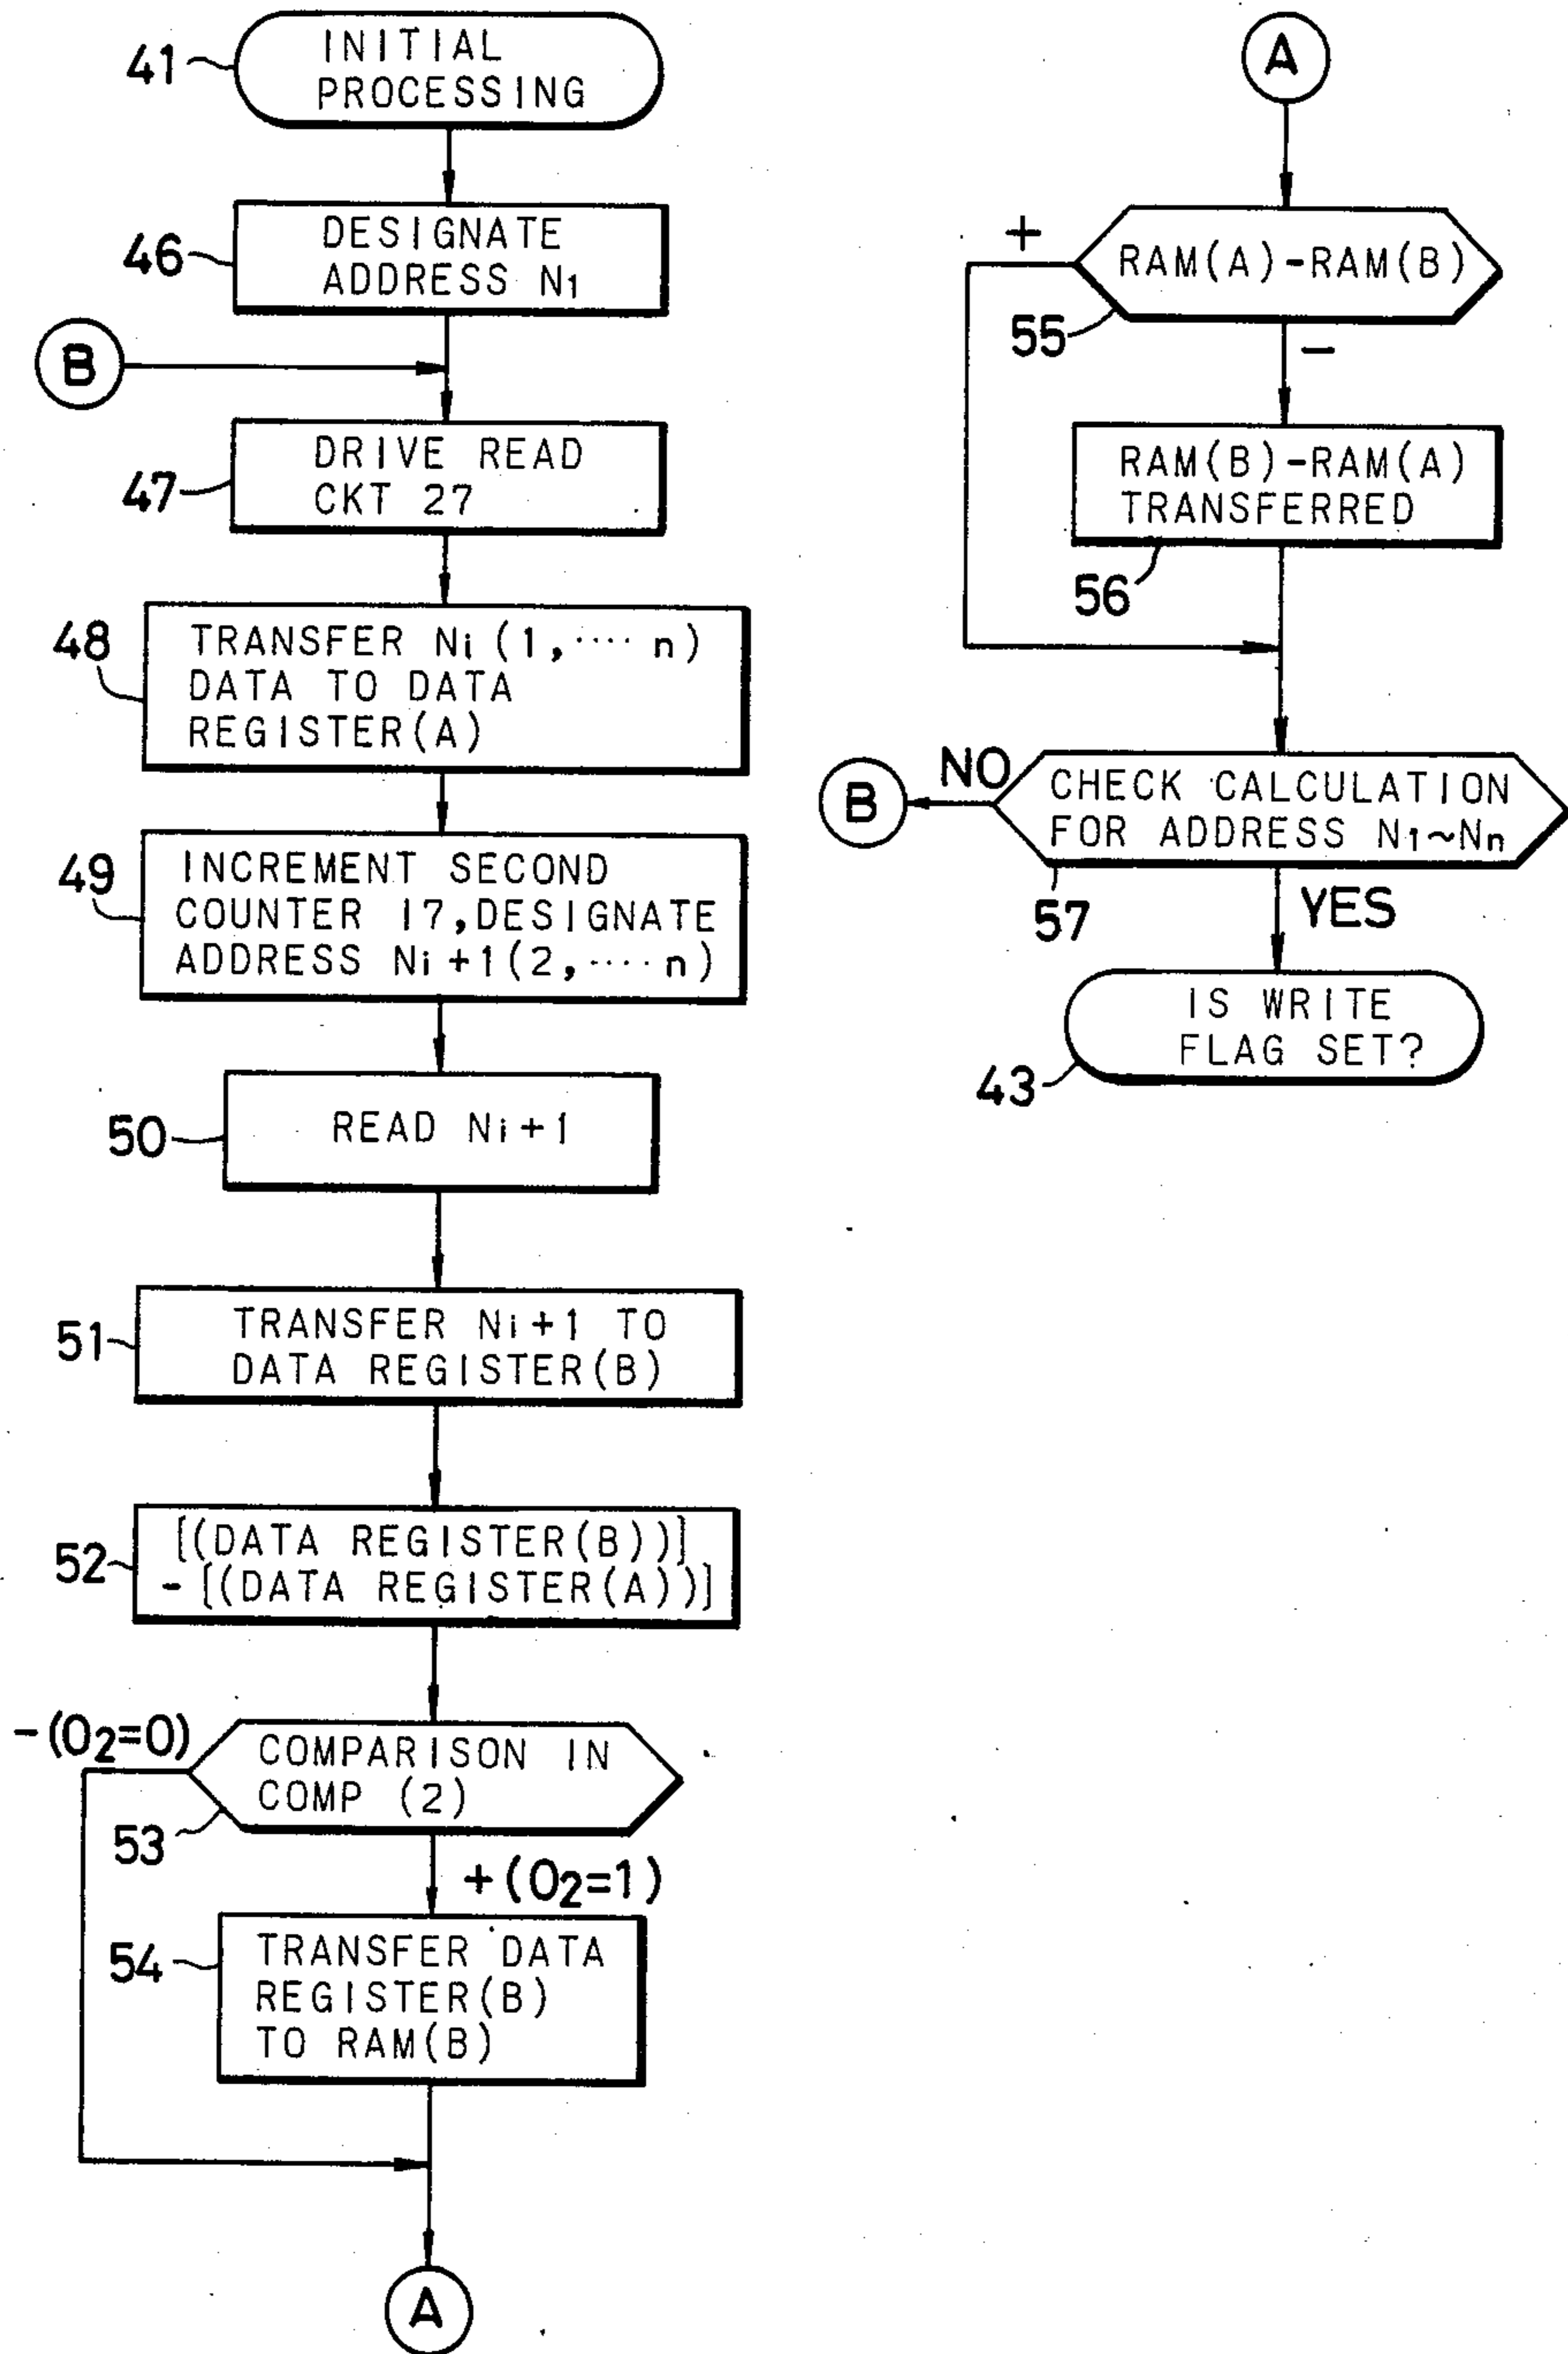 41
INITIAL
PROCESSING
46
DESIGNATE
ADDRESS N1
B
47
DRIVE READ
CKT 27
48
TRANSFER Ni (1, ···· n)
DATA TO DATA
REGISTER(A)
49
INCREMENT SECOND
COUNTER 17, DESIGNATE
ADDRESS Ni+1(2, ···· n)
50
READ Ni+1
51
TRANSFER Ni+1 TO
DATA REGISTER(B)
52
[(DATA REGISTER(B))]
- [(DATA REGISTER(A))]
-(O2=0)
COMPARISON IN
COMP (2)
53
+(O2=1)
54
TRANSFER DATA
REGISTER(B)
TO RAM(B)
A
A
+
RAM(A)-RAM(B)
55
-
RAM(B)-RAM(A)
TRANSFERRED
56
B
NO
CHECK CALCULATION
FOR ADDRESS N1~Nn
57
YES
IS WRITE
FLAG SET?
43